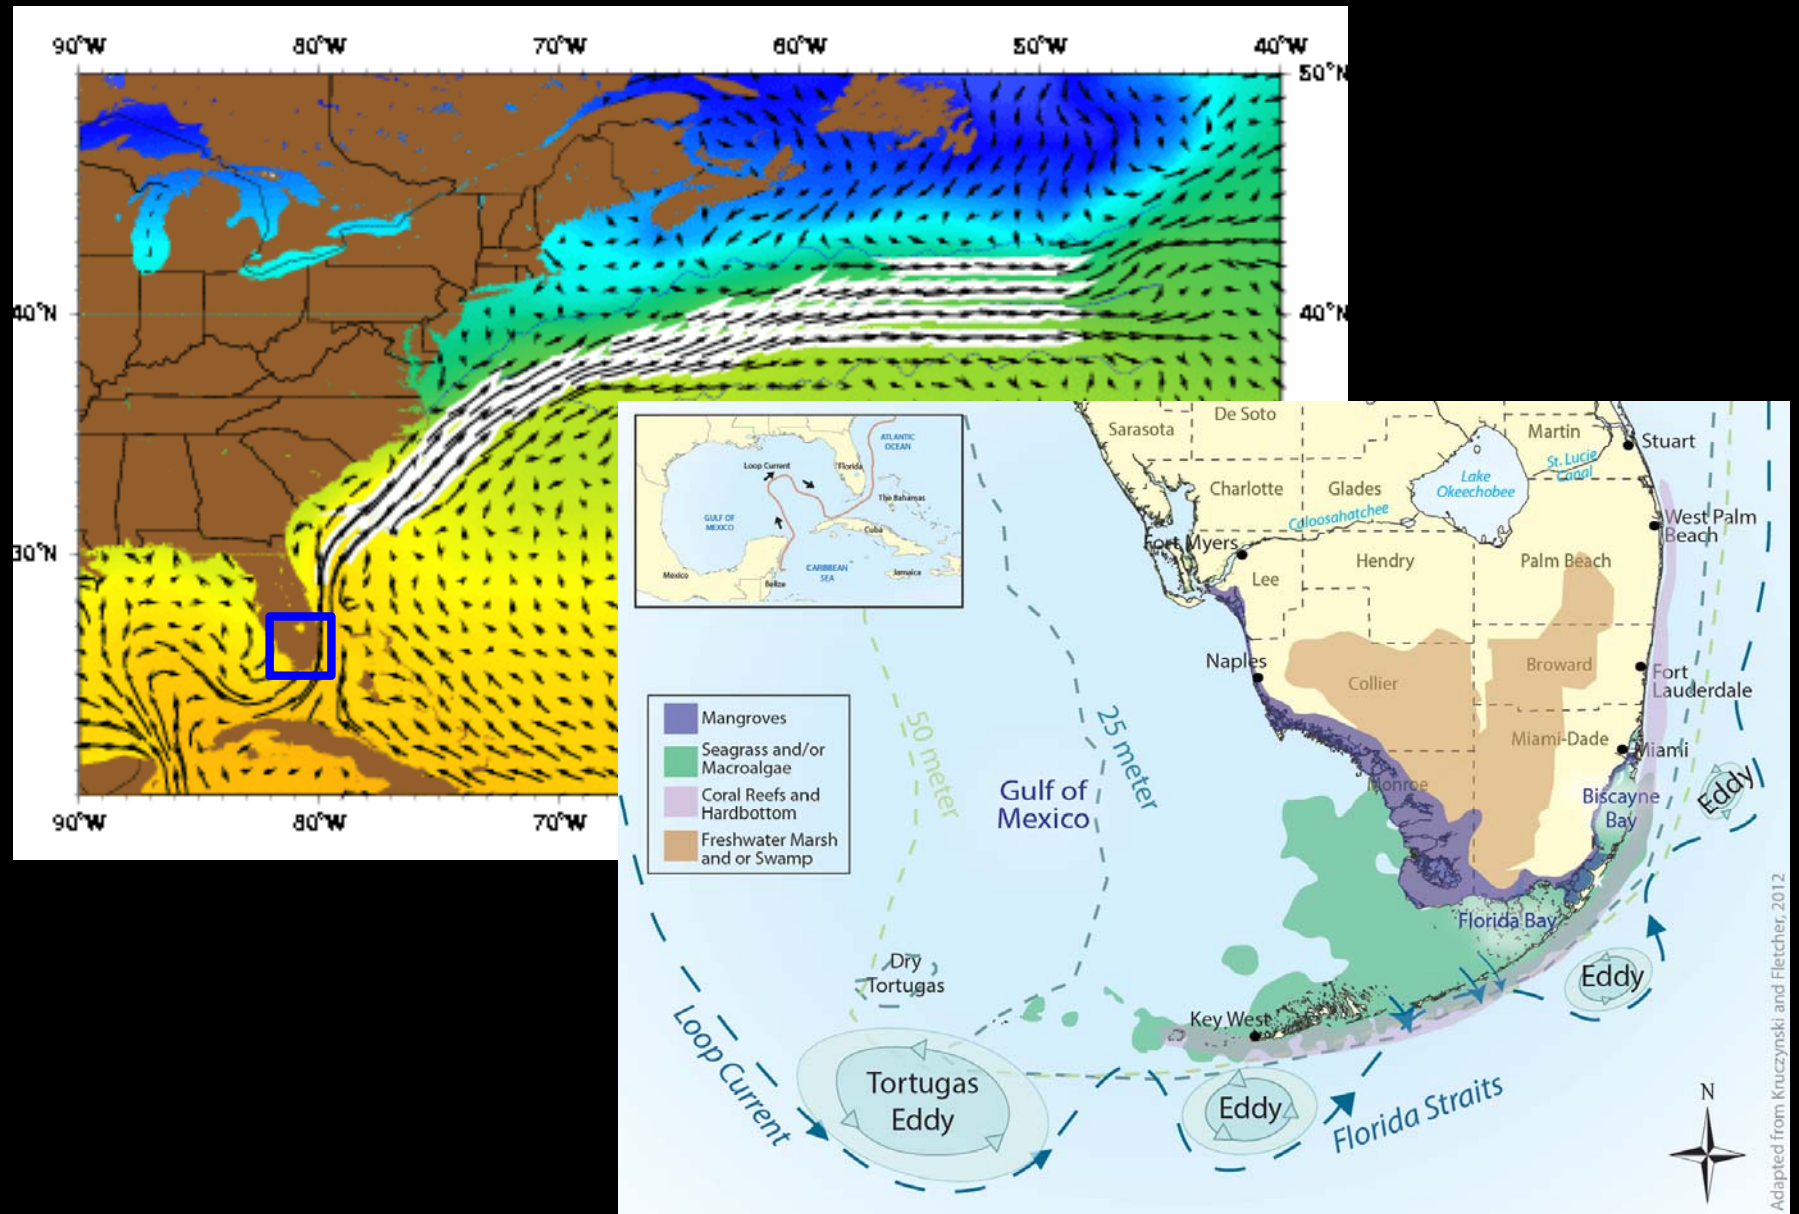 90°W 80°W 70°W 60°W 50°W 40°W
50°N
40°N 40°N
30°N
90°W 80°W 70°W
ATLANTIC
OCEAN
Loop Current
Florida
The Bahamas
GULF OF
MEXICO
Cuba
CARIBBEAN
SEA
Mexico
Belize
Jamaica
De Soto
Sarasota
Martin
Stuart
St. Lucie
Canal
Lake
Okeechobee
Charlotte
Glades
Caloosahatchee
West Palm
Beach
Fort Myers
Hendry
Palm Beach
Lee
Naples
Collier
Broward
Fort
Lauderdale
Mangroves
Seagrass and/or
Macroalgae
Coral Reefs and
Hardbottom
Freshwater Marsh
and or Swamp
50 meter
25 meter
Miami-Dade
Miami
Gulf of
Mexico
Monroe
Biscayne
Bay
Eddy
Florida Bay
Dry
Tortugas
Eddy
Key West
Loop Current
Tortugas
Eddy
Eddy
Florida Straits
N
Adapted from Kruczynski and Fletcher, 2012